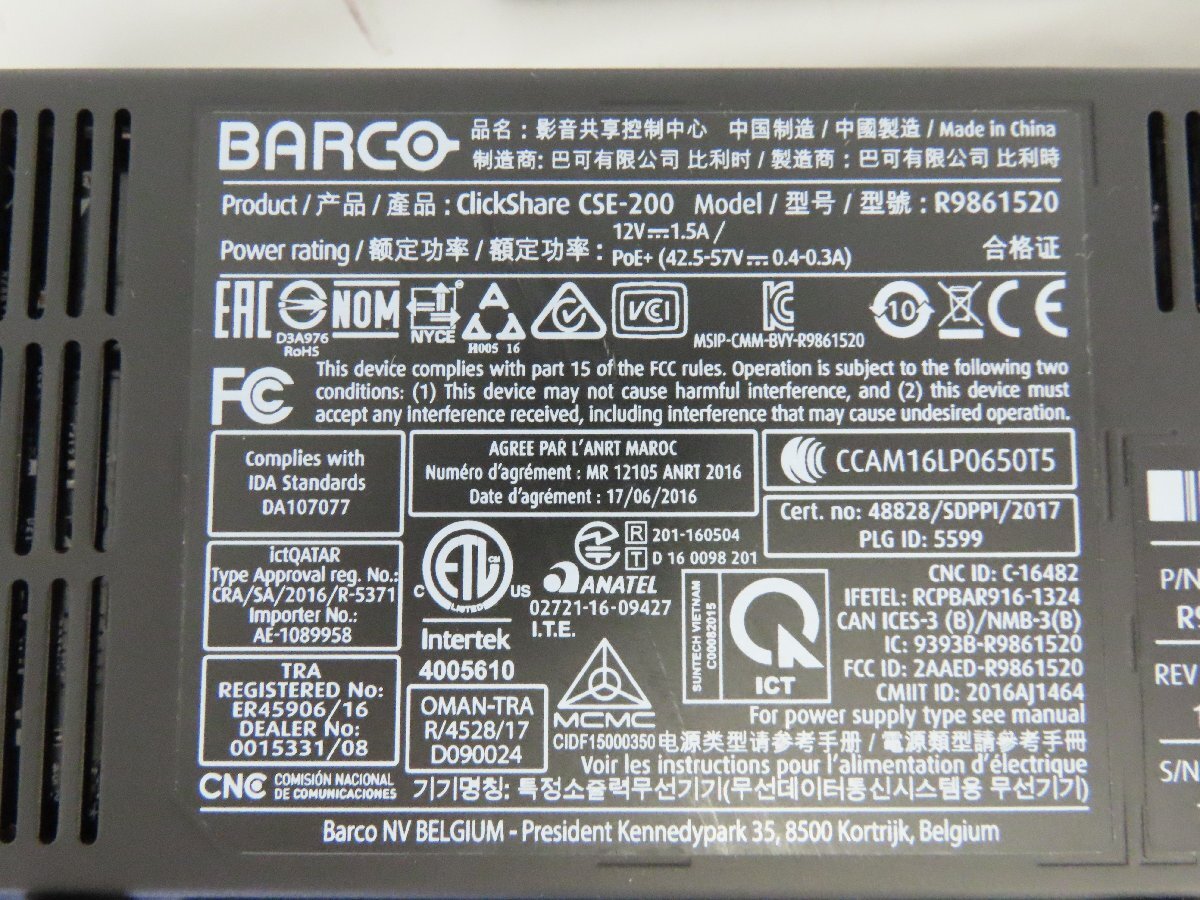 BARCO
品名：影音共享控制中心 中国制造 / 中國製造 / Made in China
制造商: 巴可有限公司 比利时 / 製造商：巴可有限公司 比利時
Product / 产品 / 產品 : ClickShare CSE-200 Model / 型号 / 型號 : R9861520
Power rating / 额定功率 / 額定功率 : 12V⎓1.5A /
PoE+ (42.5-57V⎓ 0.4-0.3A)
合格证
EAC
D3A976
RoHS
NOM
NYCE
A
H005 16
VCI
KC
MSIP-CMM-BVY-R9861520
10
CE
FC
This device complies with part 15 of the FCC rules. Operation is subject to the following two
conditions: (1) This device may not cause harmful interference, and (2) this device must
accept any interference received, including interference that may cause undesired operation.
Complies with
IDA Standards
DA107077
AGREE PAR L'ANRT MAROC
Numéro d'agrément : MR 12105 ANRT 2016
Date d'agrément : 17/06/2016
CCAM16LP0650T5
Cert. no: 48828/SDPPI/2017
PLG ID: 5599
ictQATAR
Type Approval reg. No.:
CRA/SA/2016/R-5371
Importer No.:
AE-1089958
TRA
REGISTERED No:
ER45906/16
DEALER No:
0015331/08
CNC COMISIÓN NACIONAL
DE COMUNICACIONES
ETL CM
LISTED
C US
Intertek
4005610
OMAN-TRA
R/4528/17
D090024
R 201-160504
T D 16 0098 201
ANATEL
02721-16-09427
I.T.E.
MCMC
CIDF15000350
SUNTECH VIETNAM
C00082015
ICT
CNC ID: C-16482
IFETEL: RCPBAR916-1324
CAN ICES-3 (B)/NMB-3(B)
IC: 9393B-R9861520
FCC ID: 2AAED-R9861520
CMIIT ID: 2016AJ1464
For power supply type see manual
电源类型请参考手册 / 電源類型請參考手冊
Voir les instructions pour l'alimentation d'électrique
기기명칭: 특정소출력무선기기(무선데이터통신시스템용 무선기기)
Barco NV BELGIUM - President Kennedypark 35, 8500 Kortrijk, Belgium
P/N
R9
REV
1
S/N